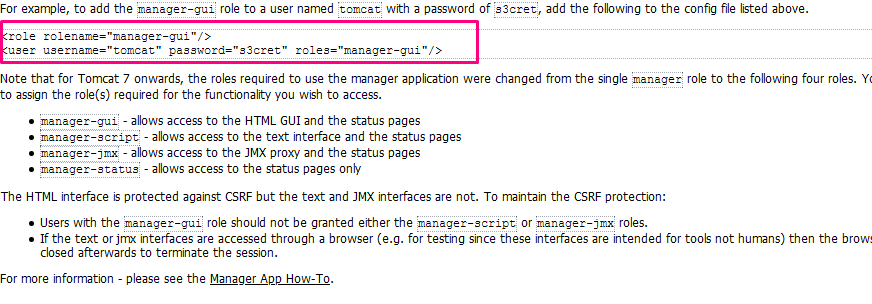 For example, to add the manager-gui role to a user named tomcat with a password of s3cret, add the following to the config file listed above.
<role rolename="manager-gui"/>
<user username="tomcat" password="s3cret" roles="manager-gui"/>
Note that for Tomcat 7 onwards, the roles required to use the manager application were changed from the single manager role to the following four roles.
to assign the role(s) required for the functionality you wish to access.
• manager-gui - allows access to the HTML GUI and the status pages
• manager-script - allows access to the text interface and the status pages
• manager-jmx - allows access to the JMX proxy and the status pages
• manager-status - allows access to the status pages only
The HTML interface is protected against CSRF but the text and JMX interfaces are not. To maintain the CSRF protection:
• Users with the manager-gui role should not be granted either the manager-script or manager-jmx roles.
• If the text or jmx interfaces are accessed through a browser (e.g. for testing since these interfaces are intended for tools not humans) then the brows
closed afterwards to terminate the session.
For more information - please see the Manager App How-To.